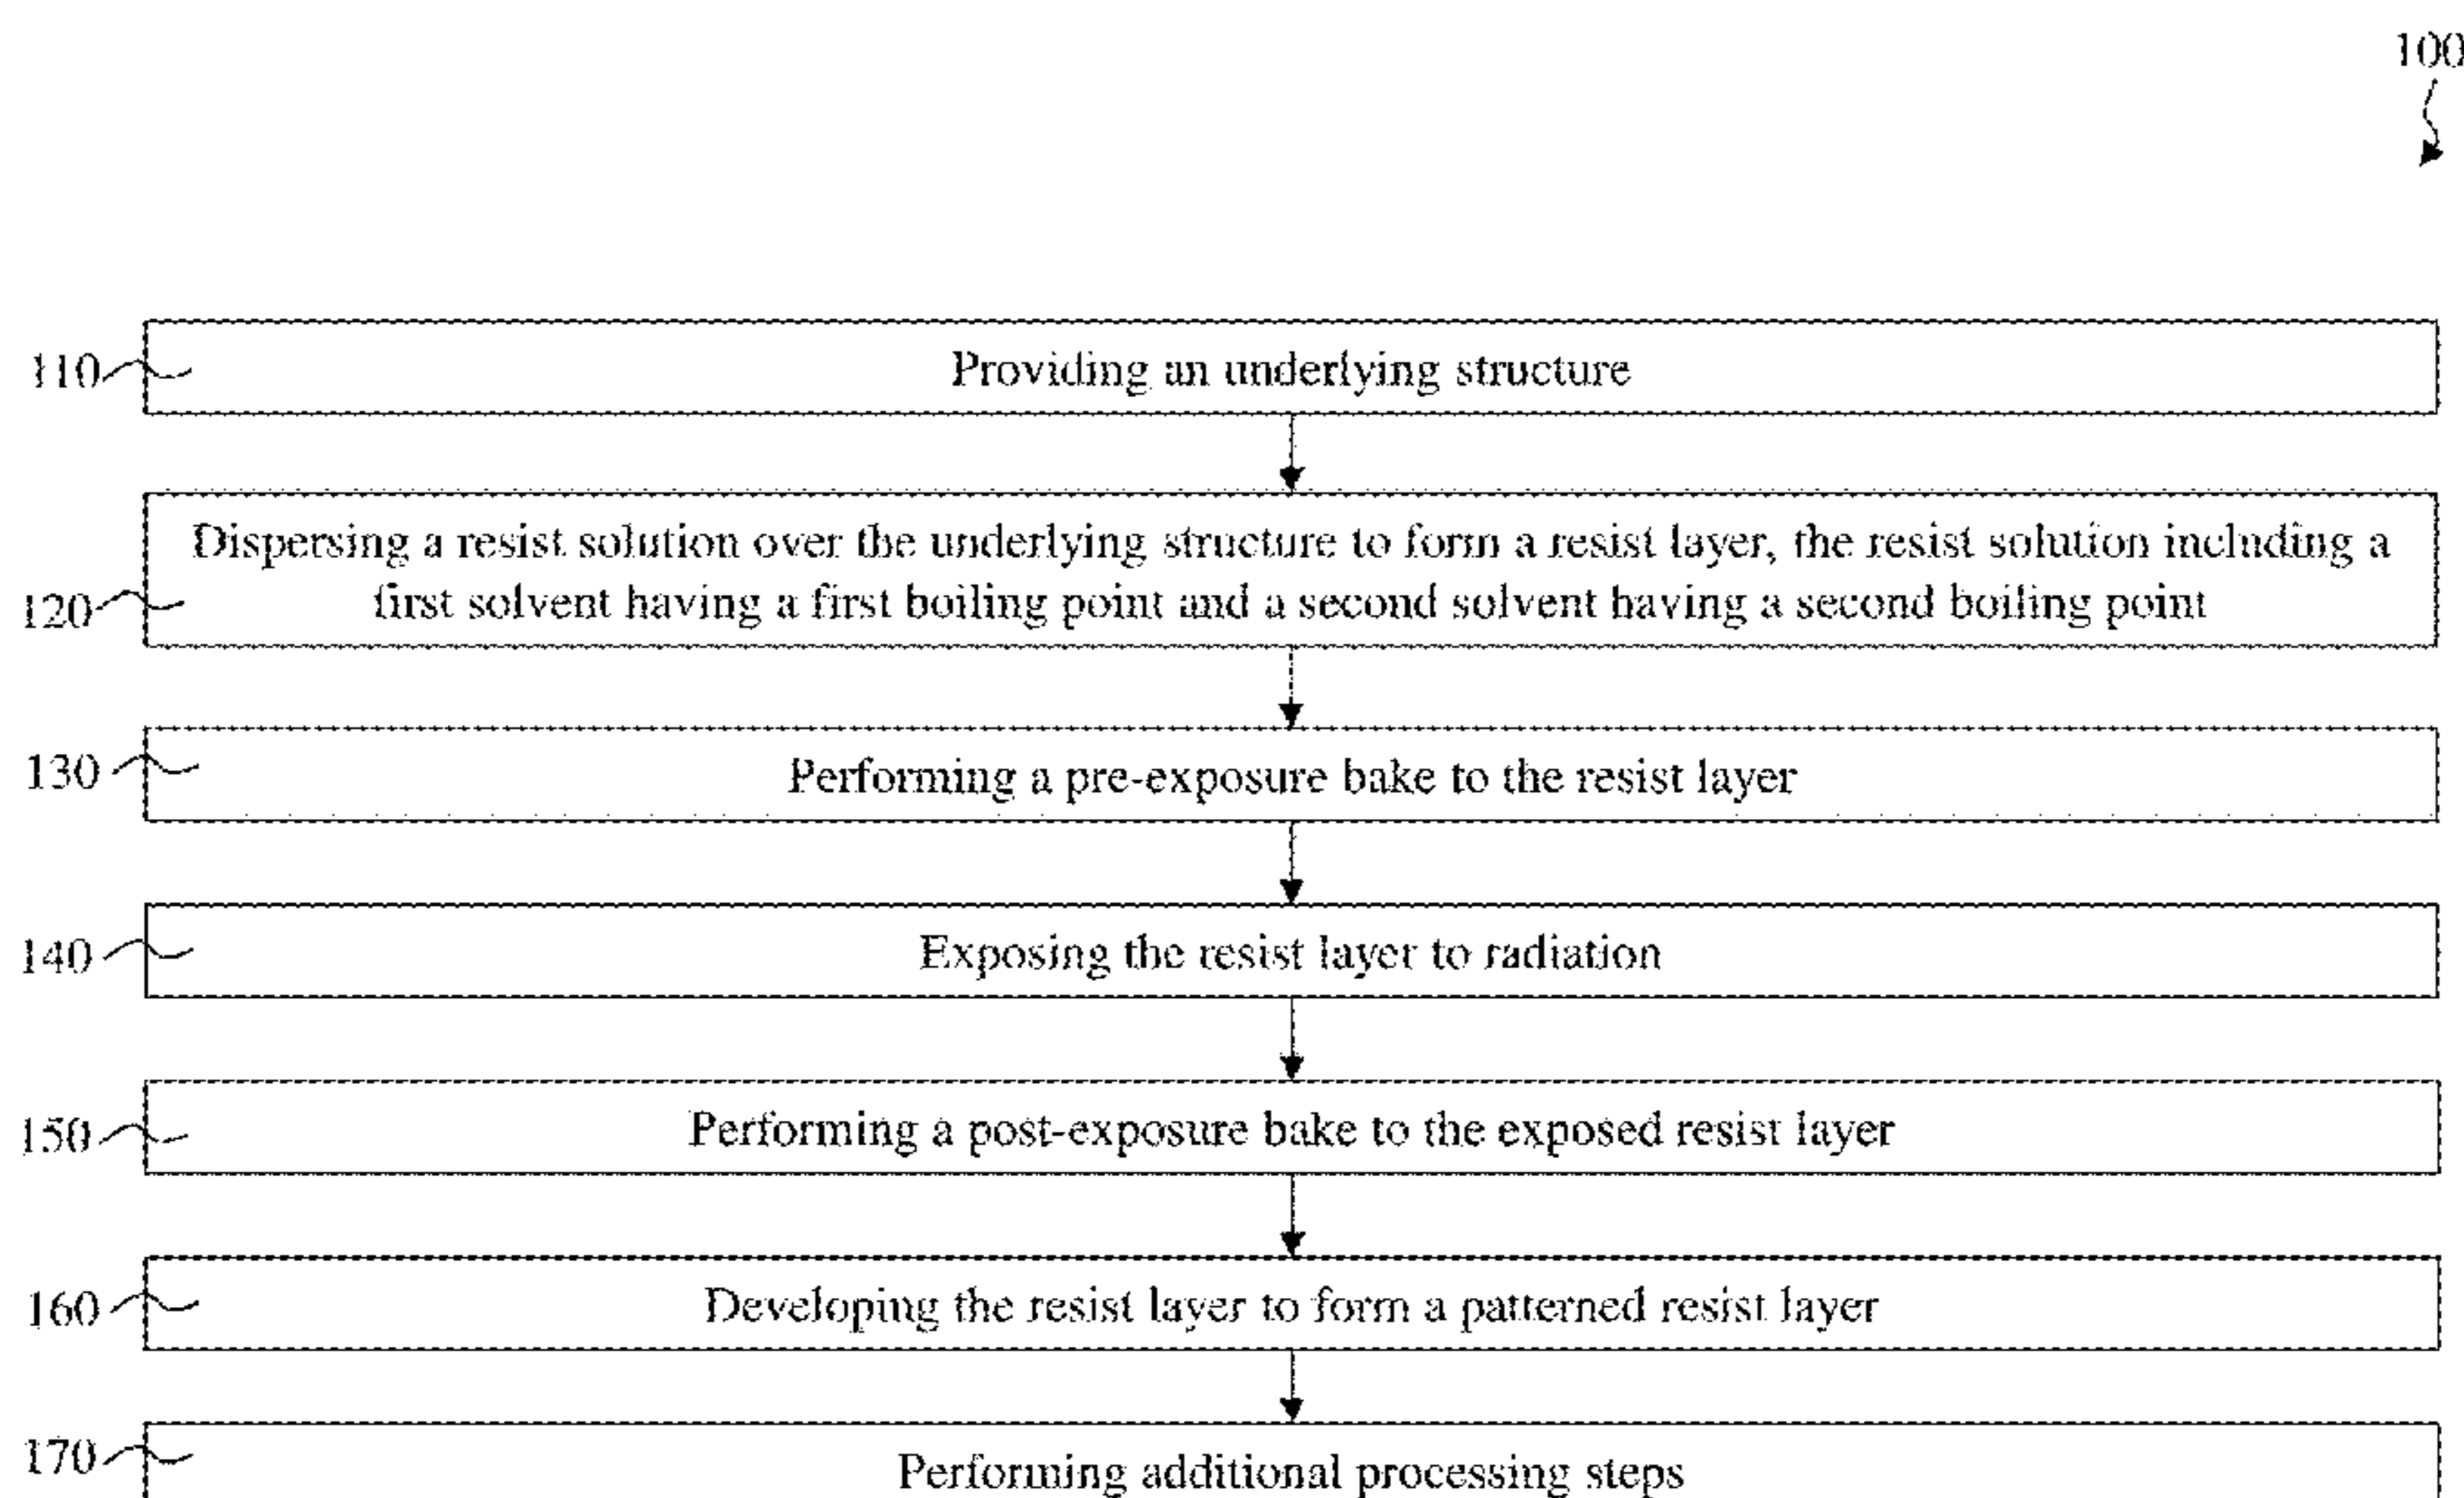 100
110
Providing an underlying structure
Dispersing a resist solution over the underlying structure to form a resist layer, the resist solution including a
120
first solvent having a first boiling point and a second solvent having a second boiling point
130
Performing a pre-exposure bake to the resist layer
140
Exposing the resist layer to radiation
150
Performing a post-exposure bake to the exposed resist layer
160
Developing the resist layer to form a patterned resist layer
170
Performing additional processing steps